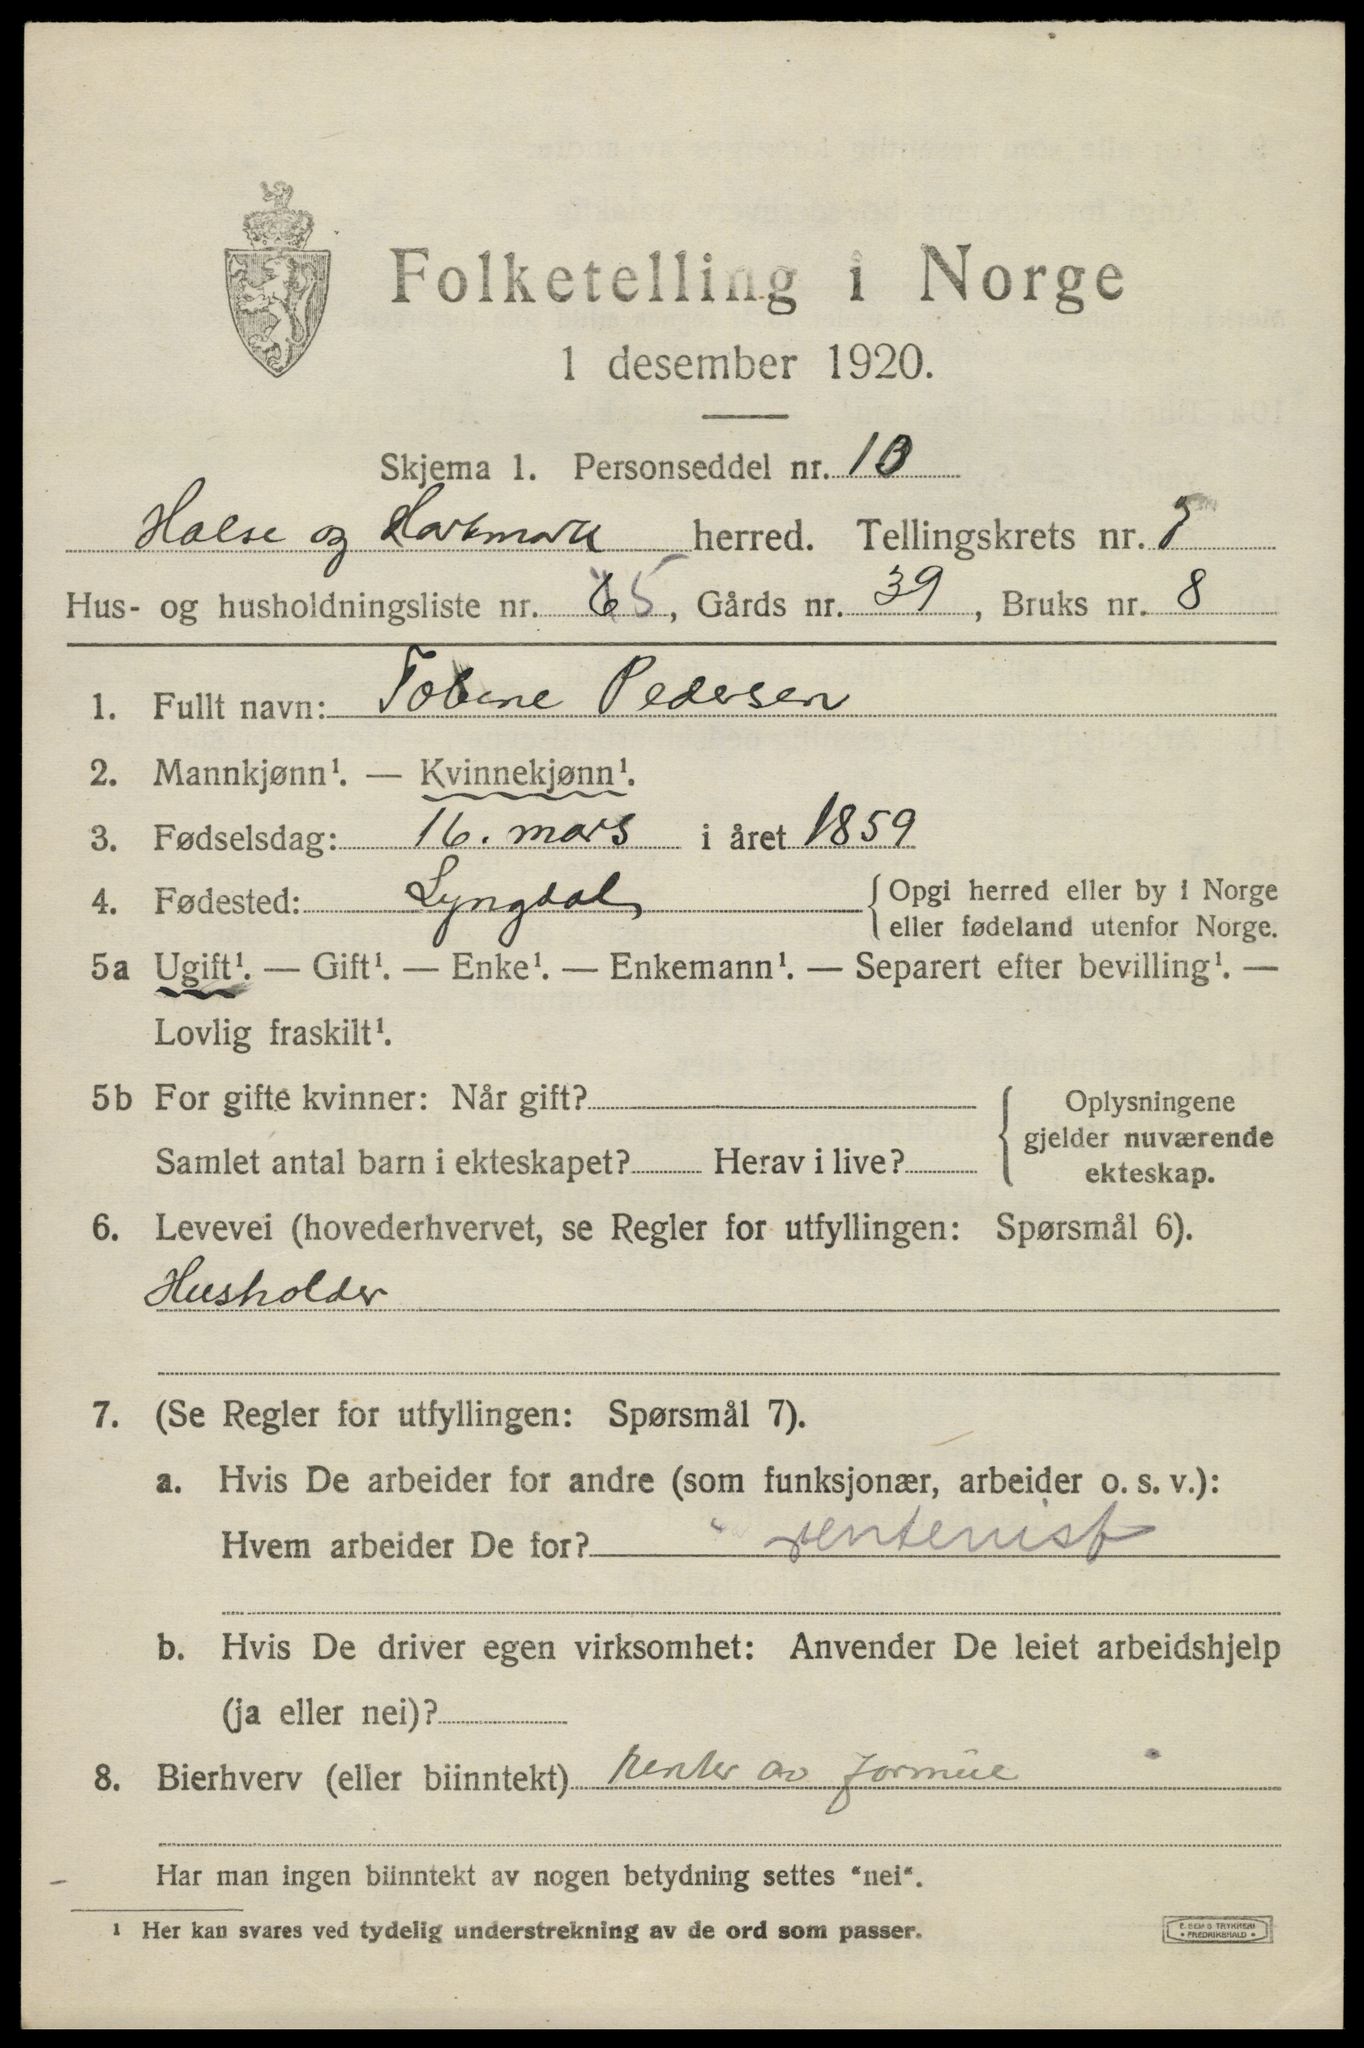 Folketelling i Norge
1 desember 1920.
Skjema 1. Personseddel nr. 10
Halse og Harkmark herred. Tellingskrets nr. 7
Hus- og husholdningsliste nr. 65, Gårds nr. 39, Bruks nr. 8
1. Fullt navn: Tobine Pedersen
2. Mannkjønn¹. — Kvinnekjønn¹.
3. Fødselsdag: 16. mars i året 1859
4. Fødested: Lyngdal {Opgi herred eller by i Norge
eller fødeland utenfor Norge.
5a Ugift¹. — Gift¹. — Enke¹. — Enkemann¹. — Separert efter bevilling¹. —
Lovlig fraskilt¹.
5b For gifte kvinner: Når gift?
Samlet antal barn i ekteskapet? Herav i live?
Oplysningene
gjelder nuværende
ekteskap.
6. Levevei (hovederhvervet, se Regler for utfyllingen: Spørsmål 6).
Husholder
7. (Se Regler for utfyllingen: Spørsmål 7).
a. Hvis De arbeider for andre (som funksjonær, arbeider o. s. v.):
Hvem arbeider De for? rentenist
b. Hvis De driver egen virksomhet: Anvender De leiet arbeidshjelp
(ja eller nei)?
8. Bierhverv (eller biinntekt) Renter av formue
Har man ingen biinntekt av nogen betydning settes "nei".
¹ Her kan svares ved tydelig understrekning av de ord som passer.
E. SEM'S TRYKKERI
• FREDRIKSHALD •